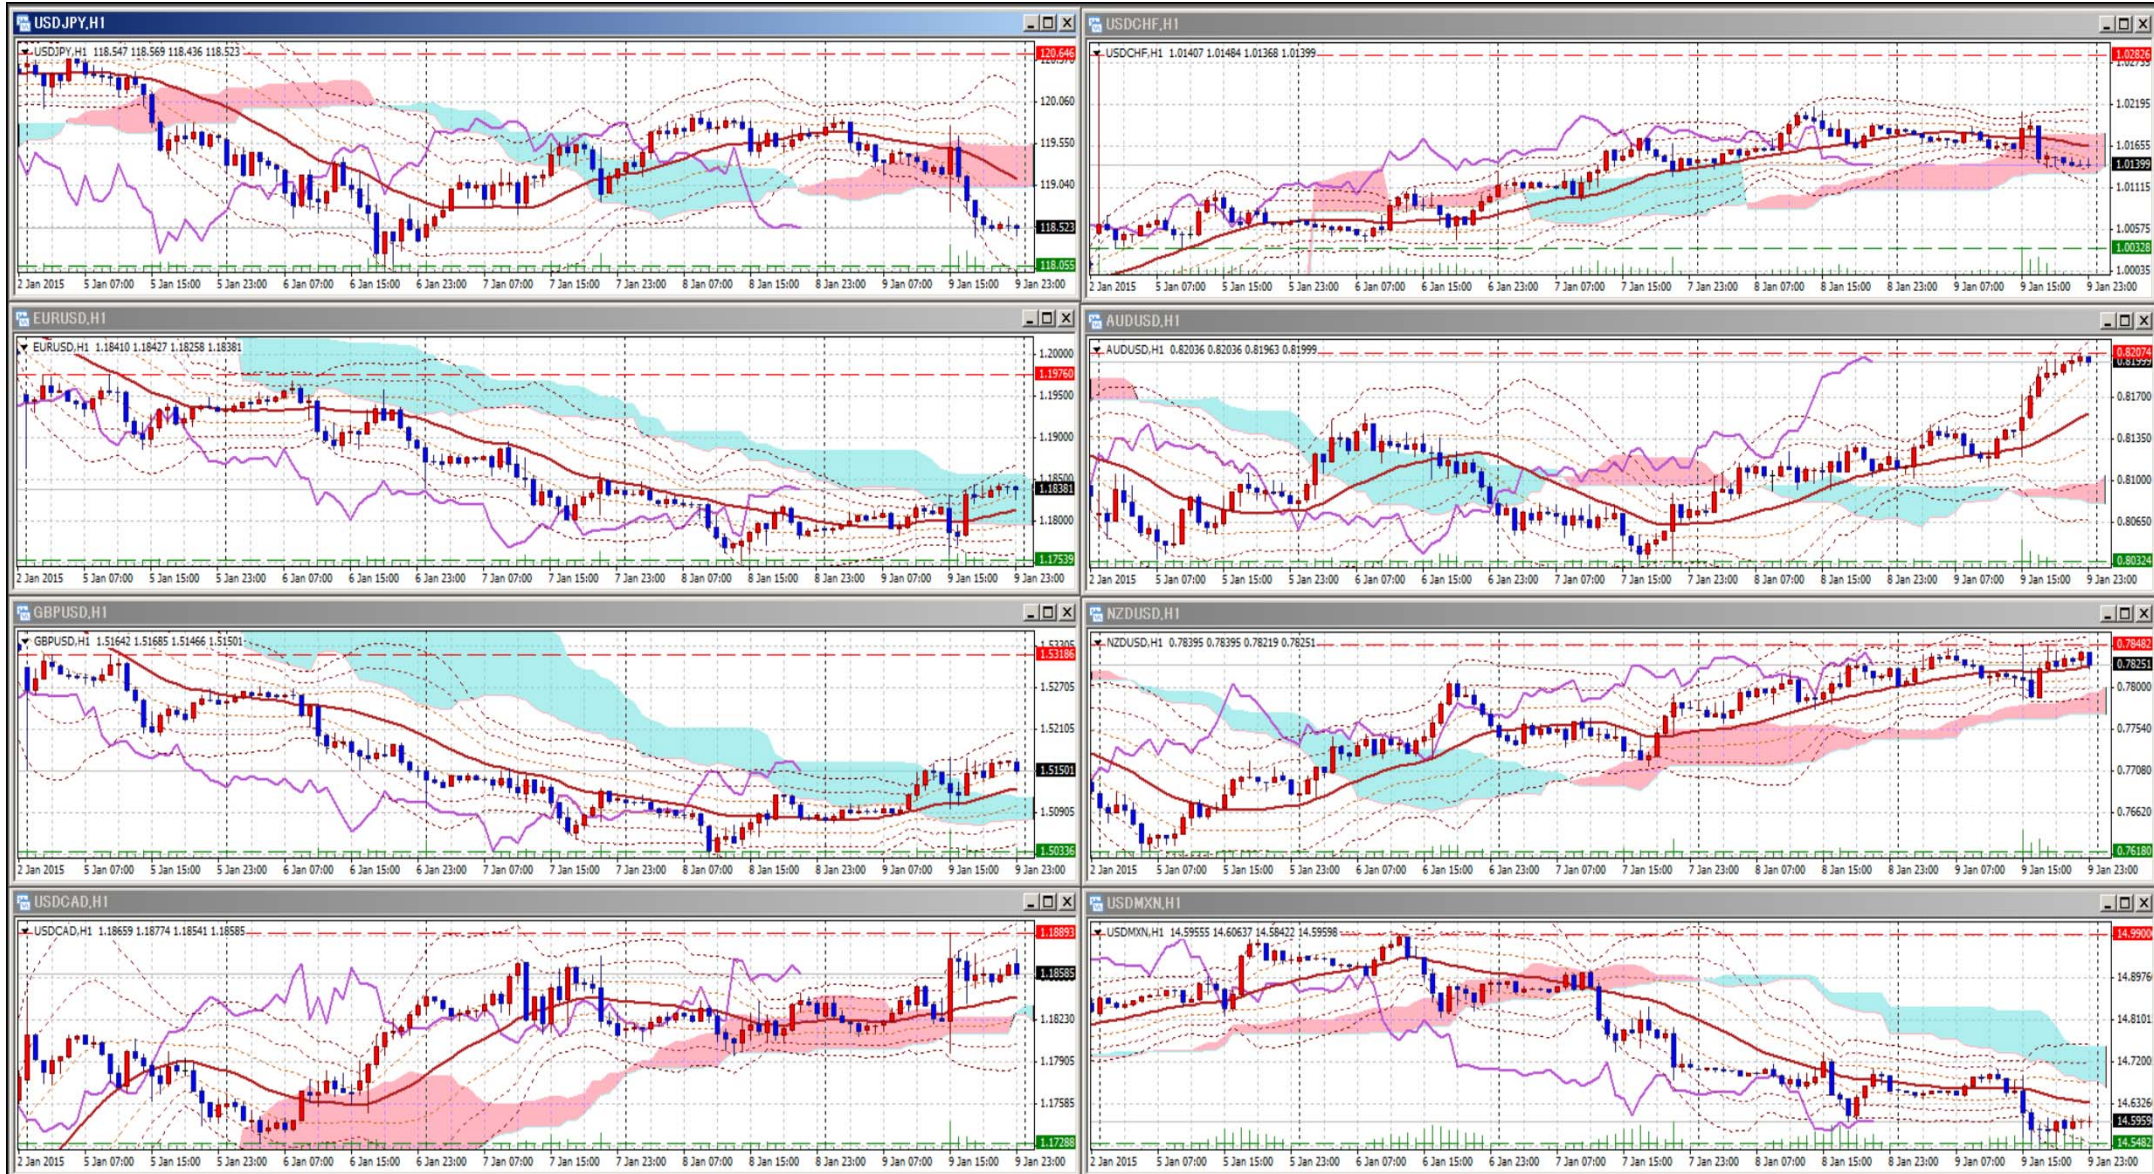 USDJPY,H1
USDJPY,H1 118.547 118.569 118.436 118.523
120.646
120.570
120.060
119.550
119.040
118.523
118.055
2 Jan 2015 5 Jan 07:00 5 Jan 15:00 5 Jan 23:00 6 Jan 07:00 6 Jan 15:00 6 Jan 23:00 7 Jan 07:00 7 Jan 15:00 7 Jan 23:00 8 Jan 07:00 8 Jan 15:00 8 Jan 23:00 9 Jan 07:00 9 Jan 15:00 9 Jan 23:00
USDCHF,H1
USDCHF,H1 1.01407 1.01484 1.01368 1.01399
1.02826
1.02735
1.02195
1.01655
1.01399
1.01115
1.00575
1.00328
1.00035
2 Jan 2015 5 Jan 07:00 5 Jan 15:00 5 Jan 23:00 6 Jan 07:00 6 Jan 15:00 6 Jan 23:00 7 Jan 07:00 7 Jan 15:00 7 Jan 23:00 8 Jan 07:00 8 Jan 15:00 8 Jan 23:00 9 Jan 07:00 9 Jan 15:00 9 Jan 23:00
EURUSD,H1
EURUSD,H1 1.18410 1.18427 1.18258 1.18381
1.20000
1.19760
1.19500
1.19000
1.18500
1.18381
1.18000
1.17539
2 Jan 2015 5 Jan 07:00 5 Jan 15:00 5 Jan 23:00 6 Jan 07:00 6 Jan 15:00 6 Jan 23:00 7 Jan 07:00 7 Jan 15:00 7 Jan 23:00 8 Jan 07:00 8 Jan 15:00 8 Jan 23:00 9 Jan 07:00 9 Jan 15:00 9 Jan 23:00
AUDUSD,H1
AUDUSD,H1 0.82036 0.82036 0.81963 0.81999
0.82074
0.81999
0.81700
0.81350
0.81000
0.80650
0.80324
2 Jan 2015 5 Jan 07:00 5 Jan 15:00 5 Jan 23:00 6 Jan 07:00 6 Jan 15:00 6 Jan 23:00 7 Jan 07:00 7 Jan 15:00 7 Jan 23:00 8 Jan 07:00 8 Jan 15:00 8 Jan 23:00 9 Jan 07:00 9 Jan 15:00 9 Jan 23:00
GBPUSD,H1
GBPUSD,H1 1.51642 1.51685 1.51466 1.51501
1.53305
1.53186
1.52705
1.52105
1.51501
1.50905
1.50336
2 Jan 2015 5 Jan 07:00 5 Jan 15:00 5 Jan 23:00 6 Jan 07:00 6 Jan 15:00 6 Jan 23:00 7 Jan 07:00 7 Jan 15:00 7 Jan 23:00 8 Jan 07:00 8 Jan 15:00 8 Jan 23:00 9 Jan 07:00 9 Jan 15:00 9 Jan 23:00
NZDUSD,H1
NZDUSD,H1 0.78395 0.78395 0.78219 0.78251
0.78482
0.78251
0.78000
0.77540
0.77080
0.76620
0.76180
2 Jan 2015 5 Jan 07:00 5 Jan 15:00 5 Jan 23:00 6 Jan 07:00 6 Jan 15:00 6 Jan 23:00 7 Jan 07:00 7 Jan 15:00 7 Jan 23:00 8 Jan 07:00 8 Jan 15:00 8 Jan 23:00 9 Jan 07:00 9 Jan 15:00 9 Jan 23:00
USDCAD,H1
USDCAD,H1 1.18659 1.18774 1.18541 1.18585
1.18893
1.18585
1.18230
1.17905
1.17585
1.17288
2 Jan 2015 5 Jan 07:00 5 Jan 15:00 5 Jan 23:00 6 Jan 07:00 6 Jan 15:00 6 Jan 23:00 7 Jan 07:00 7 Jan 15:00 7 Jan 23:00 8 Jan 07:00 8 Jan 15:00 8 Jan 23:00 9 Jan 07:00 9 Jan 15:00 9 Jan 23:00
USDMXN,H1
USDMXN,H1 14.59555 14.60637 14.58422 14.59598
14.9900
14.8976
14.8101
14.7200
14.6326
14.5959
14.5482
2 Jan 2015 5 Jan 07:00 5 Jan 15:00 5 Jan 23:00 6 Jan 07:00 6 Jan 15:00 6 Jan 23:00 7 Jan 07:00 7 Jan 15:00 7 Jan 23:00 8 Jan 07:00 8 Jan 15:00 8 Jan 23:00 9 Jan 07:00 9 Jan 15:00 9 Jan 23:00